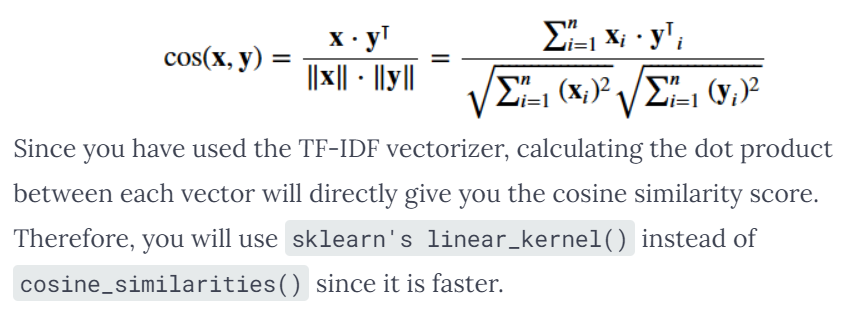 cos(x, y) = x · yᵀ / ‖x‖ · ‖y‖ = ∑ⁿᵢ₌₁ xᵢ · yᵀᵢ / √∑ⁿᵢ₌₁ (xᵢ)² √∑ⁿᵢ₌₁ (yᵢ)²
Since you have used the TF-IDF vectorizer, calculating the dot product
between each vector will directly give you the cosine similarity score.
Therefore, you will use sklearn's linear_kernel() instead of
cosine_similarities() since it is faster.